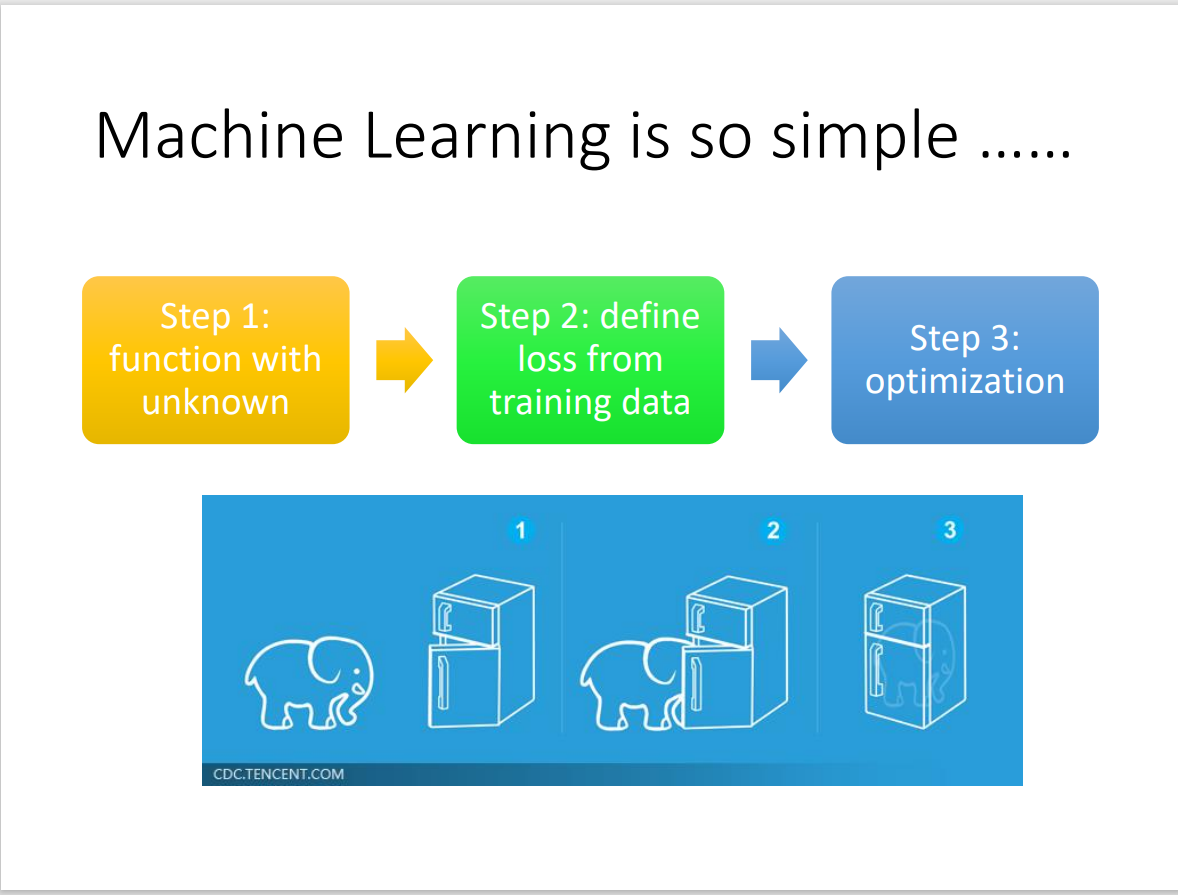 Machine Learning is so simple ……
Step 1:
function with
unknown
Step 2: define
loss from
training data
Step 3:
optimization
1
2
3
CDC.TENCENT.COM